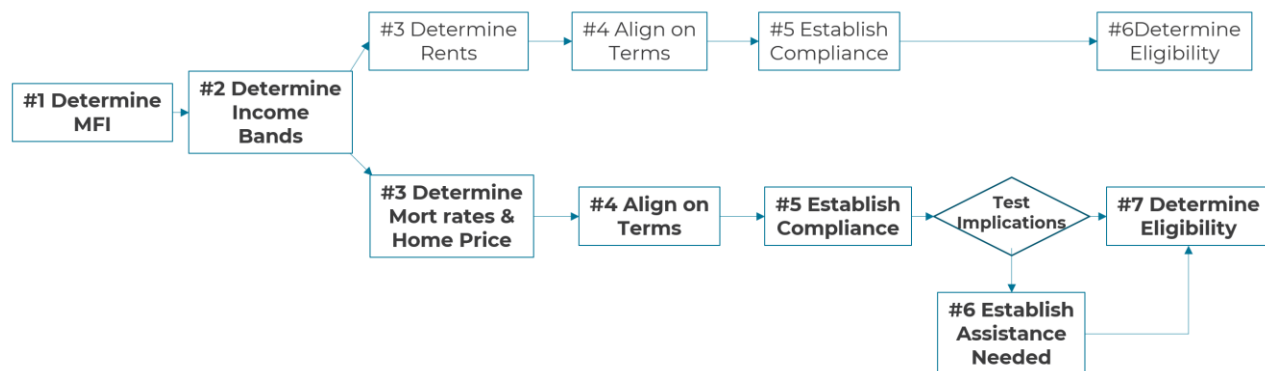 #1 Determine
MFI
#2 Determine
Income
Bands
#3 Determine
Rents
#4 Align on
Terms
#5 Establish
Compliance
#6Determine
Eligibility
#3 Determine
Mort rates &
Home Price
#4 Align on
Terms
#5 Establish
Compliance
Test
Implications
#7 Determine
Eligibility
#6 Establish
Assistance
Needed